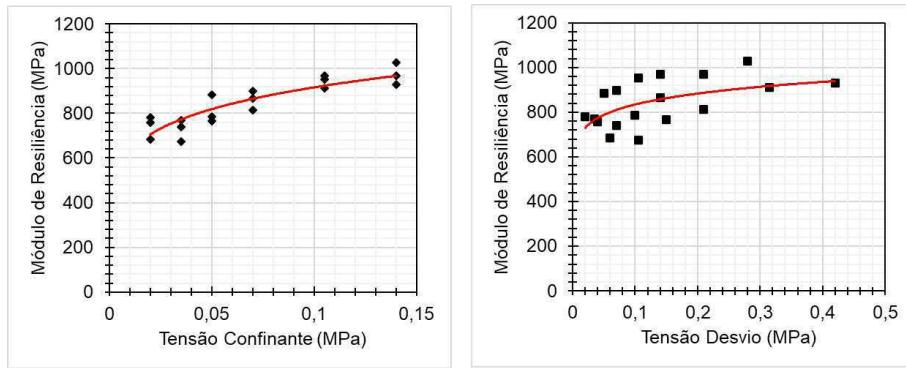 1200
1000
800
600
400
200
0
Módulo de Resiliência (MPa)
0 0,05 0,1 0,15
Tensão Confinante (MPa)
1200
1000
800
600
400
200
0
Módulo de Resiliência (MPa)
0 0,1 0,2 0,3 0,4 0,5
Tensão Desvio (MPa)